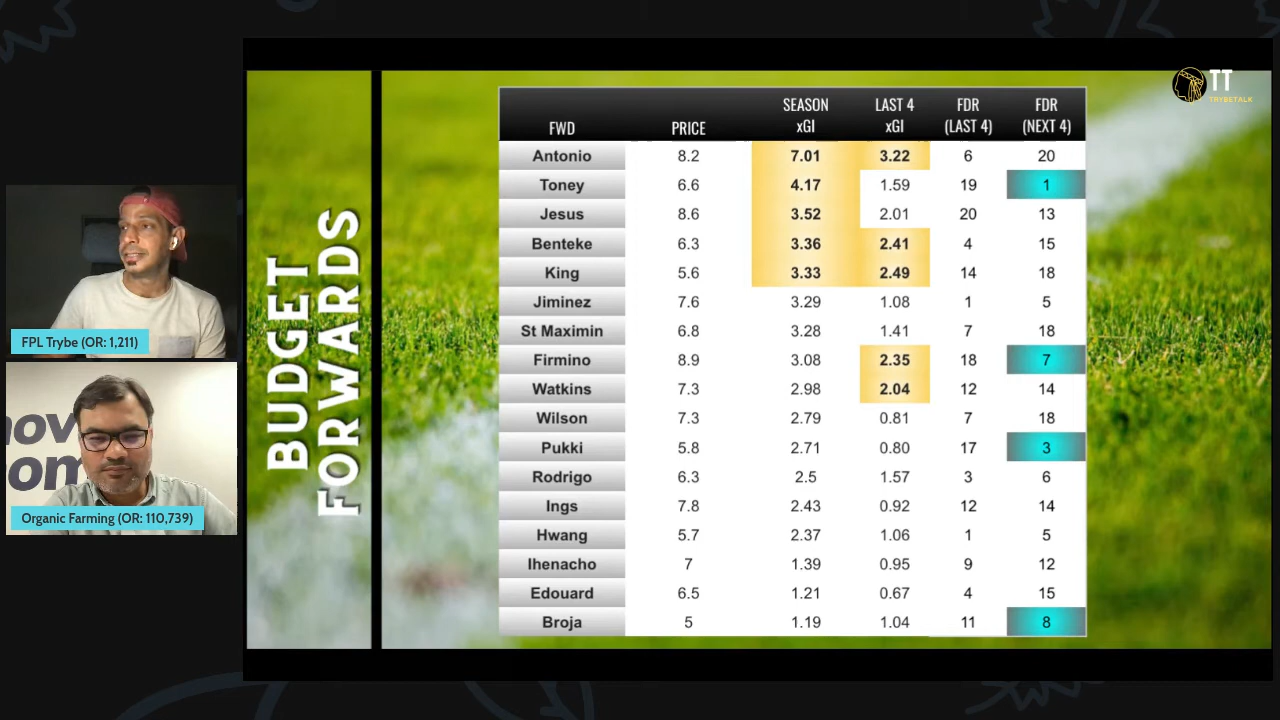 TT
TRYBETALK
BUDGET
FORWARDS
FWD PRICE SEASON xGI LAST 4 xGI FDR (LAST 4) FDR (NEXT 4)
Antonio 8.2 7.01 3.22 6 20
Toney 6.6 4.17 1.59 19 1
Jesus 8.6 3.52 2.01 20 13
Benteke 6.3 3.36 2.41 4 15
King 5.6 3.33 2.49 14 18
Jiminez 7.6 3.29 1.08 1 5
St Maximin 6.8 3.28 1.41 7 18
Firmino 8.9 3.08 2.35 18 7
Watkins 7.3 2.98 2.04 12 14
Wilson 7.3 2.79 0.81 7 18
Pukki 5.8 2.71 0.80 17 3
Rodrigo 6.3 2.5 1.57 3 6
Ings 7.8 2.43 0.92 12 14
Hwang 5.7 2.37 1.06 1 5
Ihenacho 7 1.39 0.95 9 12
Edouard 6.5 1.21 0.67 4 15
Broja 5 1.19 1.04 11 8
FPL Trybe (OR: 1,211)
Organic Farming (OR: 110,739)